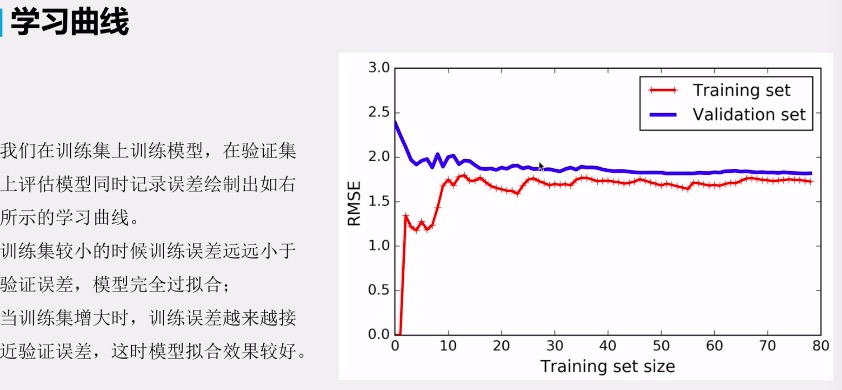 学习曲线
我们在训练集上训练模型，在验证集
上评估模型同时记录误差绘制出如右
所示的学习曲线。
训练集较小的时候训练误差远远小于
验证误差，模型完全过拟合；
当训练集增大时，训练误差越来越接
近验证误差，这时模型拟合效果较好。
Training set
Validation set
RMSE
3.0
2.5
2.0
1.5
1.0
0.5
0.0
0 10 20 30 40 50 60 70 80
Training set size